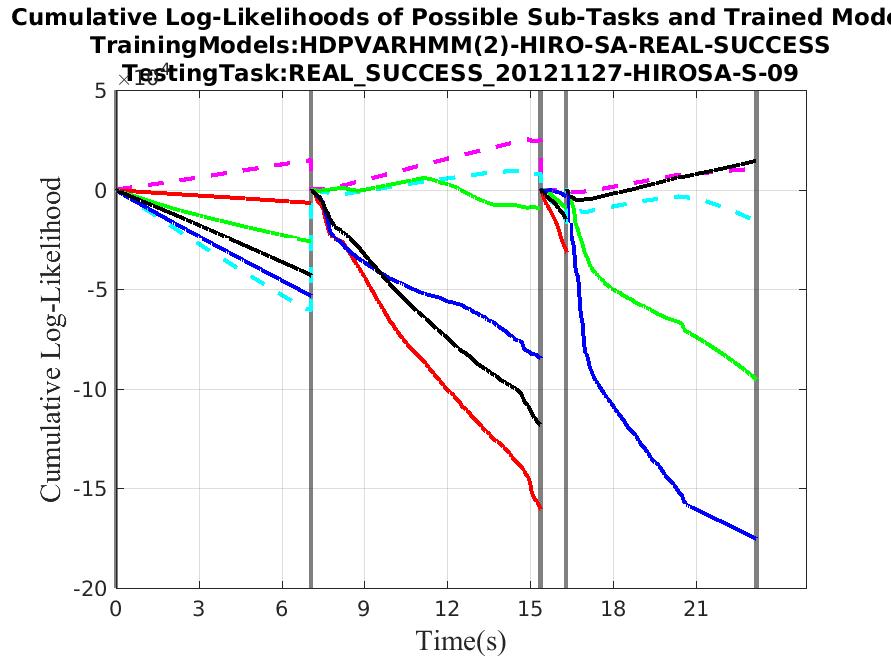 Cumulative Log-Likelihoods of Possible Sub-Tasks and Trained Mode
TrainingModels:HDPVARHMM(2)-HIRO-SA-REAL-SUCCESS
TestingTask:REAL_SUCCESS_20121127-HIROSA-S-09
×10⁴
5
0
-5
-10
-15
-20
Cumulative Log-Likelihood
0 3 6 9 12 15 18 21
Time(s)